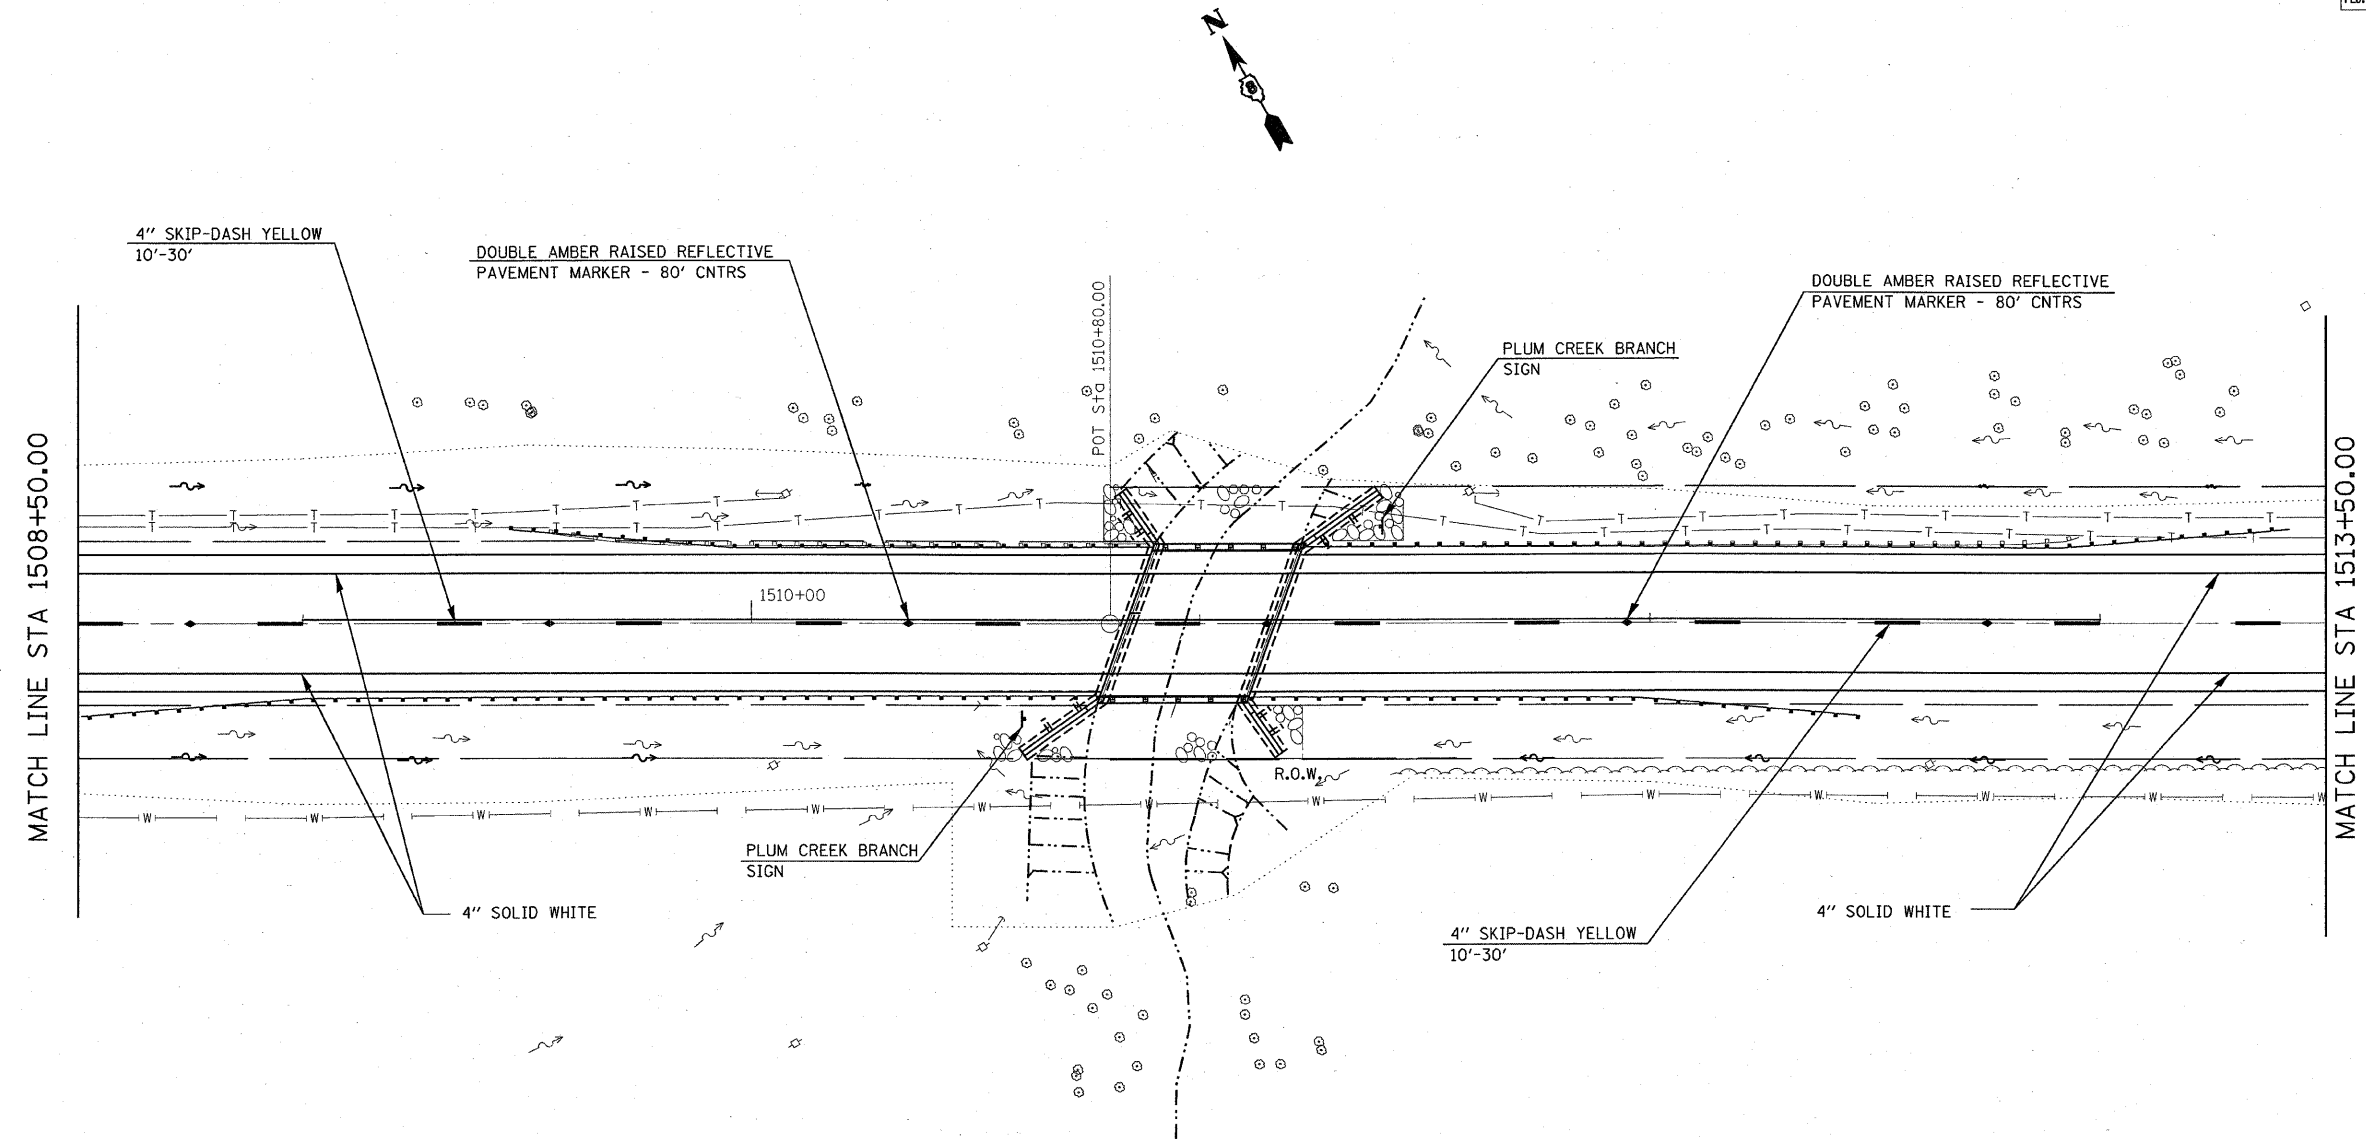 N
4" SKIP-DASH YELLOW
10'-30'
DOUBLE AMBER RAISED REFLECTIVE
PAVEMENT MARKER - 80' CNTRS
POT Sta 1510+80.00
DOUBLE AMBER RAISED REFLECTIVE
PAVEMENT MARKER - 80' CNTRS
PLUM CREEK BRANCH
SIGN
MATCH LINE STA 1508+50.00
1510+00
MATCH LINE STA 1513+50.00
R.O.W.
PLUM CREEK BRANCH
SIGN
4" SOLID WHITE
4" SKIP-DASH YELLOW
10'-30'
4" SOLID WHITE